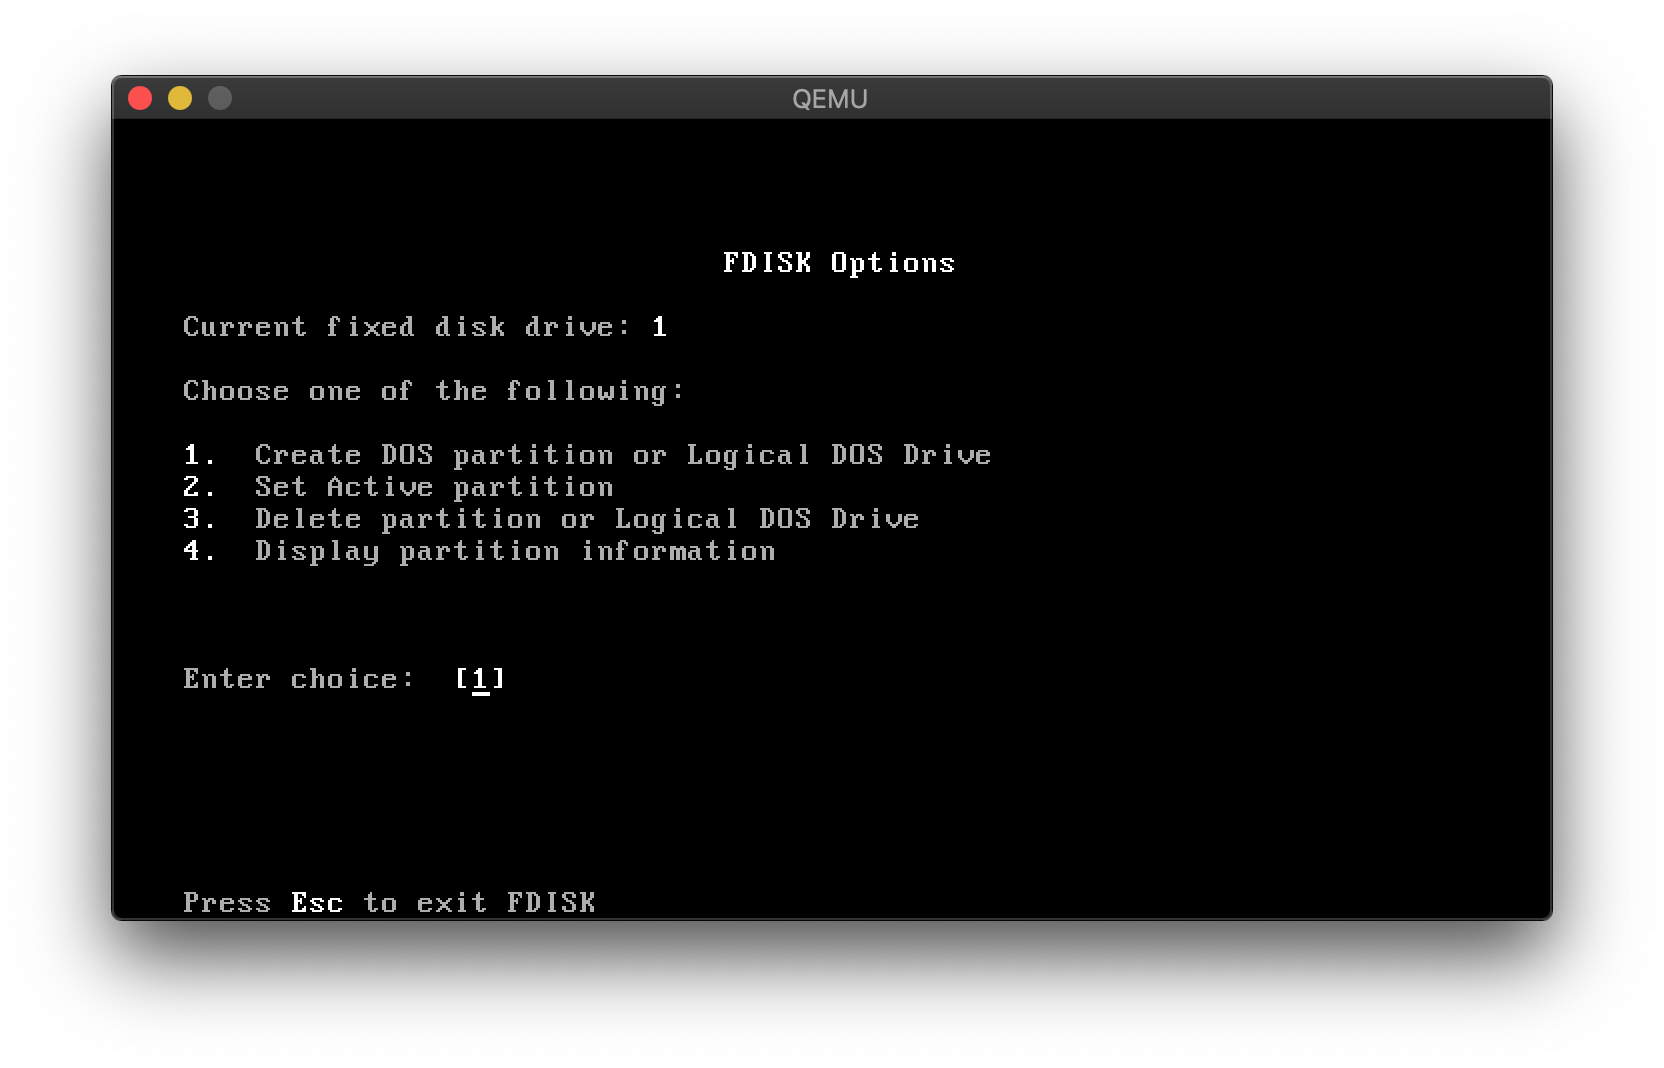 QEMU
FDISK Options
Current fixed disk drive: 1
Choose one of the following:
1.  Create DOS partition or Logical DOS Drive
2.  Set Active partition
3.  Delete partition or Logical DOS Drive
4.  Display partition information
Enter choice:  [1]
Press Esc to exit FDISK